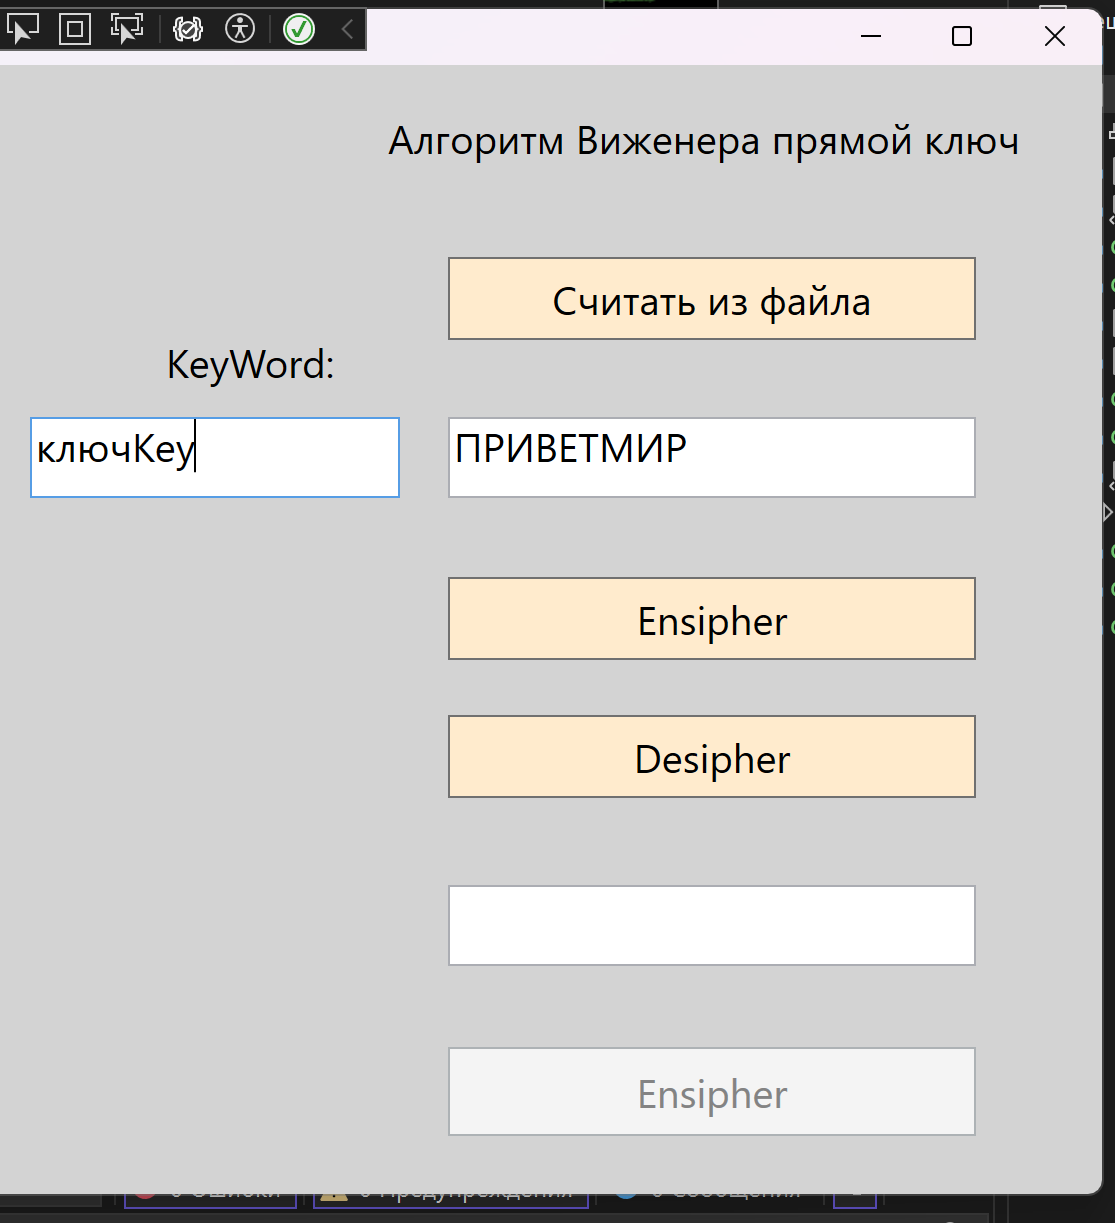 Алгоритм Виженера прямой ключ
Считать из файла
KeyWord:
ключKey
ПРИВЕТМИР
Ensipher
Desipher
Ensipher